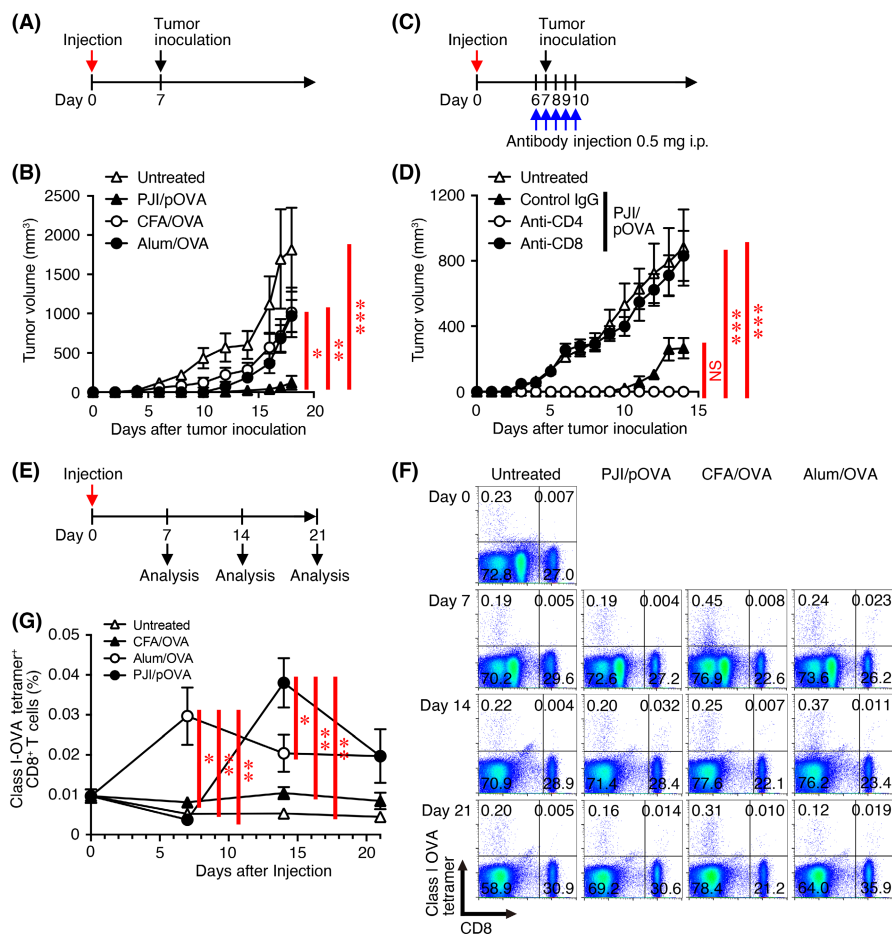 (A)
Injection
Tumor
inoculation
Day 0
7
(C)
Injection
Tumor
inoculation
Day 0
678910
Antibody injection 0.5 mg i.p.
(B)
Untreated
PJI/pOVA
CFA/OVA
Alum/OVA
2500
2000
1000
1000
500
0
0
5
10
15
20
Tumor volume (mm³)
Days after tumor inoculation
*
**
***
(D)
Untreated
Control IgG
Anti-CD4
Anti-CD8
PJI/
pOVA
1200
800
400
0
0
5
10
15
Tumor volume (mm³)
Days after tumor inoculation
NS
***
***
(E)
Injection
Day 0
7
14
21
Analysis
Analysis
Analysis
(F)
Untreated
PJI/pOVA
CFA/OVA
Alum/OVA
Day 0
0.23
0.007
72.8
27.0
Day 7
0.19
0.005
0.19
0.004
0.45
0.008
0.24
0.023
70.2
29.6
72.6
27.2
76.9
22.6
73.6
26.2
Day 14
0.22
0.004
0.20
0.032
0.25
0.007
0.37
0.011
70.9
28.9
71.4
28.4
77.6
22.1
76.2
23.4
Day 21
0.20
0.005
0.16
0.014
0.31
0.010
0.12
0.019
58.9
30.9
69.2
30.6
78.4
21.2
64.0
35.9
Class I OVA
tetramer
CD8
(G)
Untreated
CFA/OVA
Alum/OVA
PJI/pOVA
0.05
0.04
0.03
0.02
0.01
0
0
5
10
15
20
Class I-OVA tetramer⁺
CD8⁺ T cells (%)
Days after Injection
*
**
**
*
**
**